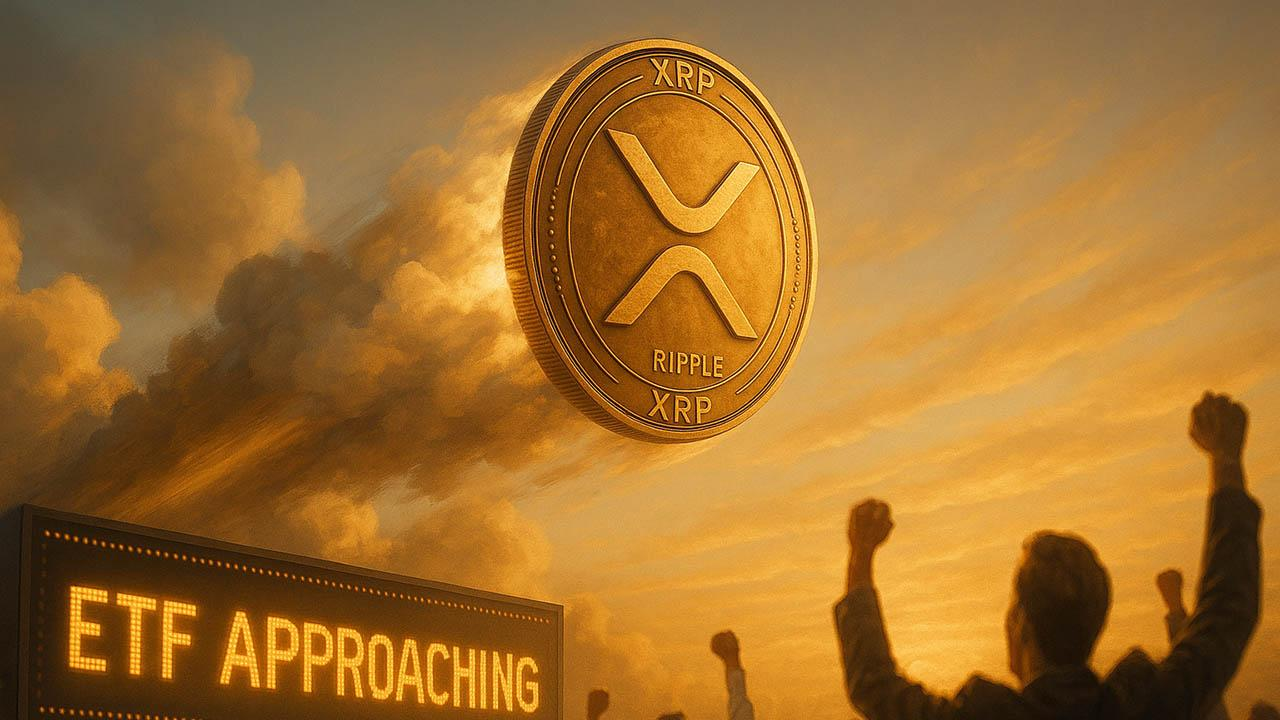 XRP
RIPPLE
XRP
ETF APPROACHING